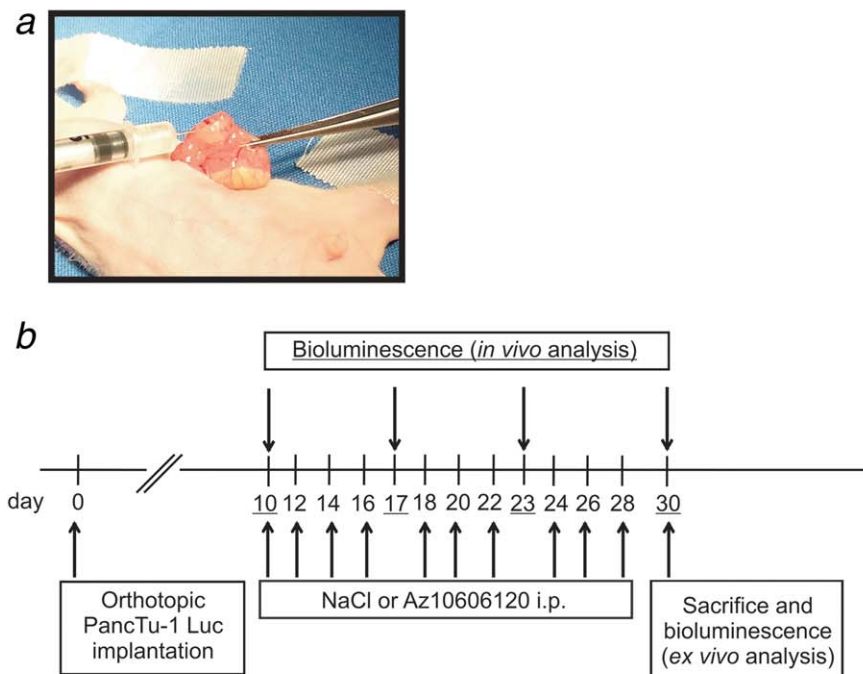 a
b
Bioluminescence (in vivo analysis)
day 0 10 12 14 16 17 18 20 22 23 24 26 28 30
Orthotopic
PancTu-1 Luc
implantation
NaCl or Az10606120 i.p.
Sacrifice and
bioluminescence
(ex vivo analysis)